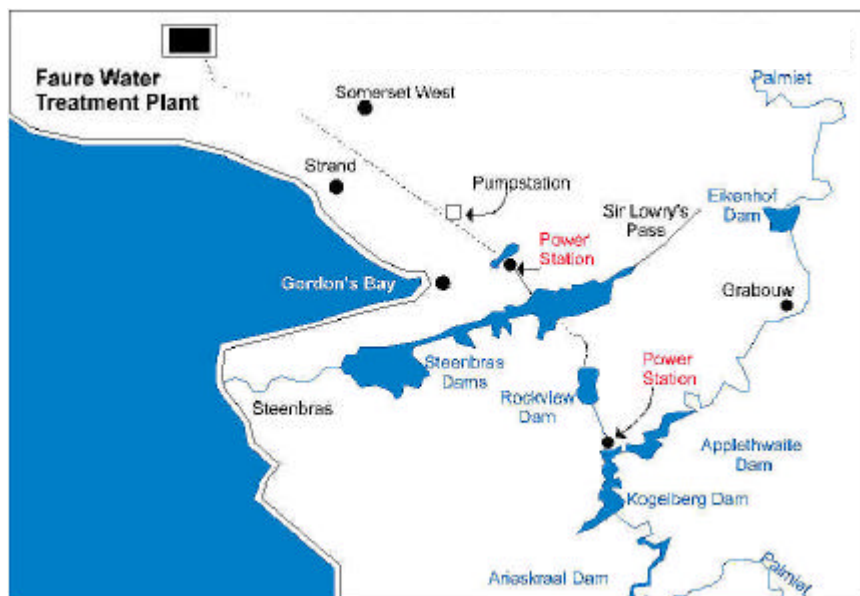 Faure Water
Treatment Plant
Somerset West
Palmiet
Strand
Pumpstation
Sir Lowry's
Pass
Eikenhof
Dam
Power
Station
Gordon's Bay
Grabouw
Steenbras
Dams
Power
Station
Steenbras
Rockview
Dam
Applethwaite
Dam
Kogelberg Dam
Arieskraal Dam
Palmiet